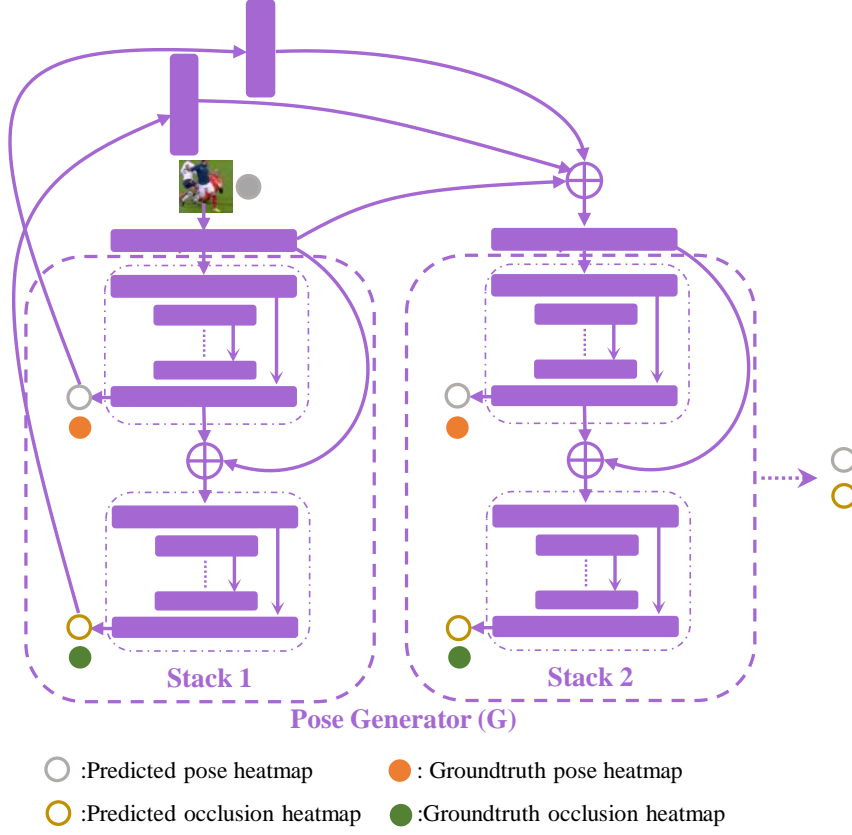 Stack 1
Stack 2
Pose Generator (G)
:Predicted pose heatmap
: Groundtruth pose heatmap
:Predicted occlusion heatmap
:Groundtruth occlusion heatmap